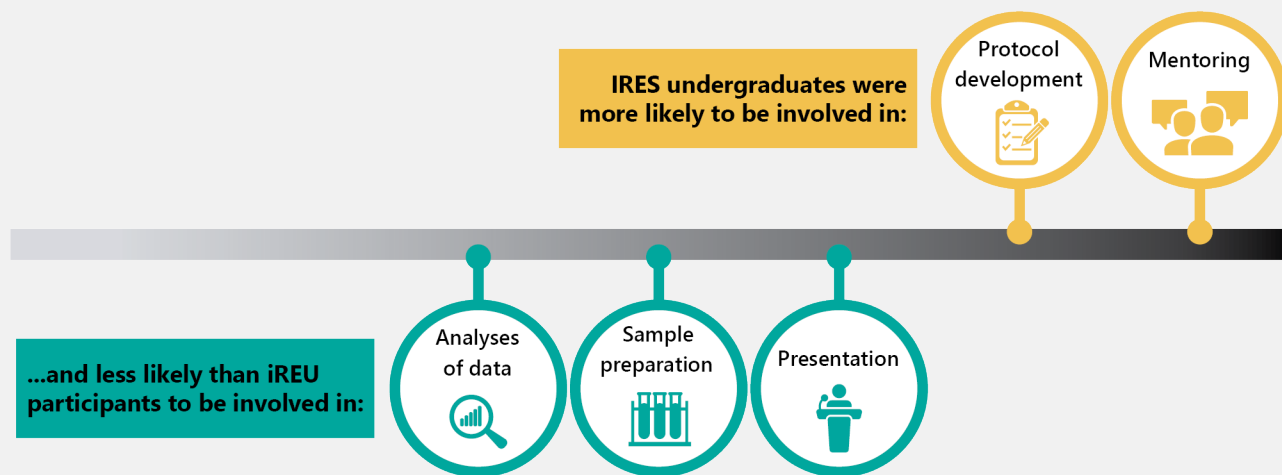 IRES undergraduates were
more likely to be involved in:
Protocol
development
Mentoring
...and less likely than iREU
participants to be involved in:
Analyses
of data
Sample
preparation
Presentation